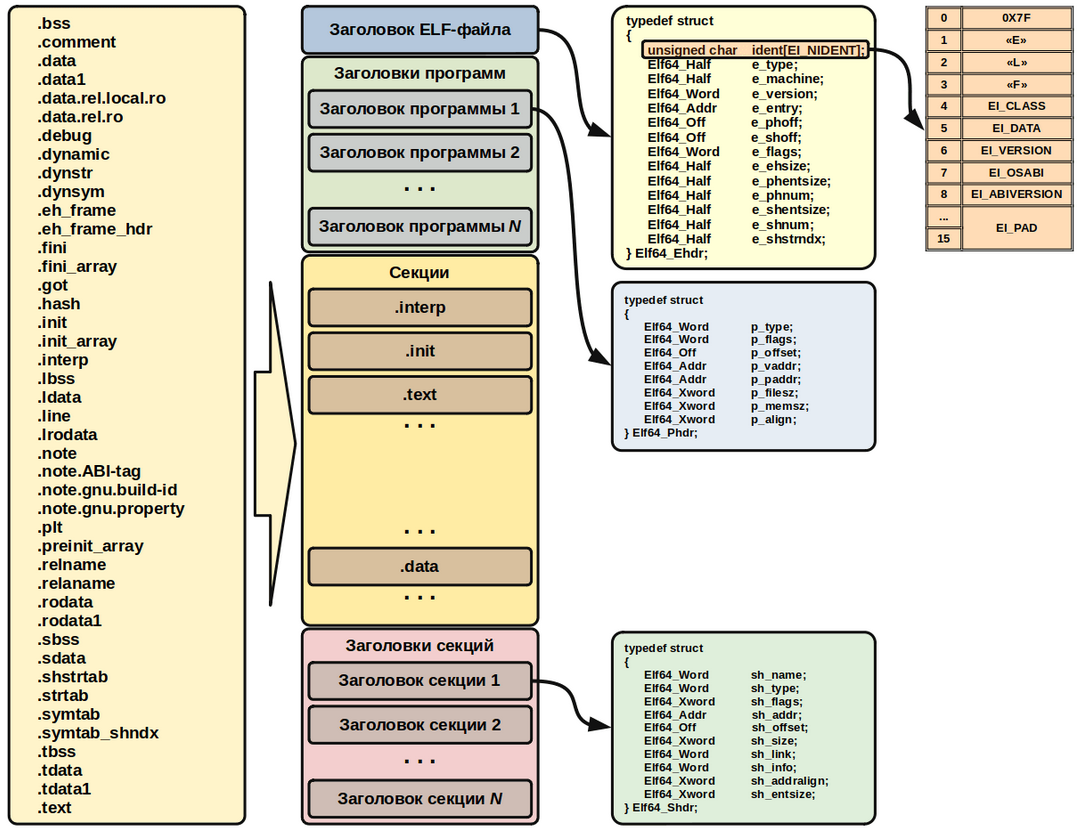 .bss
.comment
.data
.data1
.data.rel.local.ro
.data.rel.ro
.debug
.dynamic
.dynstr
.dynsym
.eh_frame
.eh_frame_hdr
.fini
.fini_array
.got
.hash
.init
.init_array
.interp
.lbss
.ldata
.line
.lrodata
.note
.note.ABI-tag
.note.gnu.build-id
.note.gnu.property
.plt
.preinit_array
.relname
.relaname
.rodata
.rodata1
.sbss
.sdata
.shstrtab
.strtab
.symtab
.symtab_shndx
.tbss
.tdata
.tdata1
.text
Заголовок ELF-файла
Заголовки программ
Заголовок программы 1
Заголовок программы 2
. . .
Заголовок программы N
Секции
.interp
.init
.text
. . .
. . .
.data
. . .
Заголовки секций
Заголовок секции 1
Заголовок секции 2
. . .
Заголовок секции N
typedef struct
{
unsigned char ident[EI_NIDENT];
Elf64_Half e_type;
Elf64_Half e_machine;
Elf64_Word e_version;
Elf64_Addr e_entry;
Elf64_Off e_phoff;
Elf64_Off e_shoff;
Elf64_Word e_flags;
Elf64_Half e_ehsize;
Elf64_Half e_phentsize;
Elf64_Half e_phnum;
Elf64_Half e_shentsize;
Elf64_Half e_shnum;
Elf64_Half e_shstrndx;
} Elf64_Ehdr;
typedef struct
{
Elf64_Word p_type;
Elf64_Word p_flags;
Elf64_Off p_offset;
Elf64_Addr p_vaddr;
Elf64_Addr p_paddr;
Elf64_Xword p_filesz;
Elf64_Xword p_memsz;
Elf64_Xword p_align;
} Elf64_Phdr;
typedef struct
{
Elf64_Word sh_name;
Elf64_Word sh_type;
Elf64_Xword sh_flags;
Elf64_Addr sh_addr;
Elf64_Off sh_offset;
Elf64_Xword sh_size;
Elf64_Word sh_link;
Elf64_Word sh_info;
Elf64_Xword sh_addralign;
Elf64_Xword sh_entsize;
} Elf64_Shdr;
0 0X7F
1 «E»
2 «L»
3 «F»
4 EI_CLASS
5 EI_DATA
6 EI_VERSION
7 EI_OSABI
8 EI_ABIVERSION
... EI_PAD
15